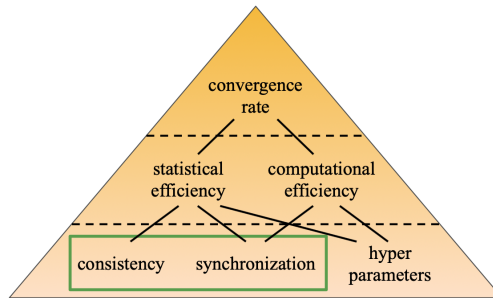 convergence
rate
statistical
efficiency
computational
efficiency
consistency
synchronization
hyper
parameters